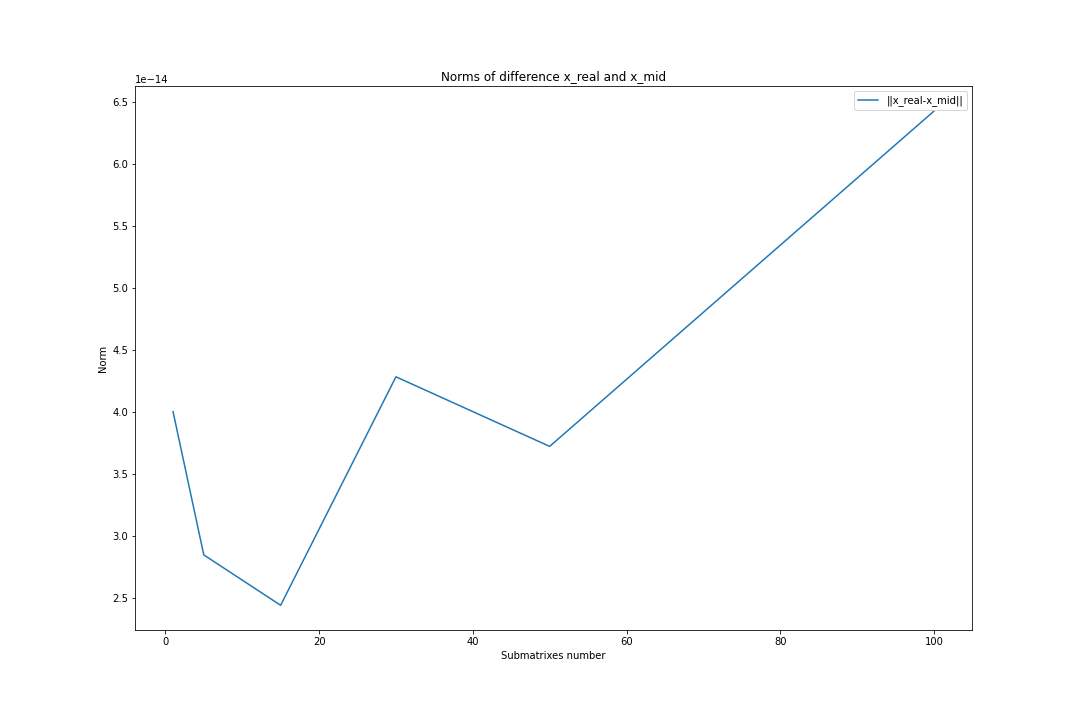 Norms of difference x_real and x_mid
1e−14
||x_real-x_mid||
6.5
6.0
5.5
5.0
4.5
4.0
3.5
3.0
2.5
Norm
0 20 40 60 80 100
Submatrixes number